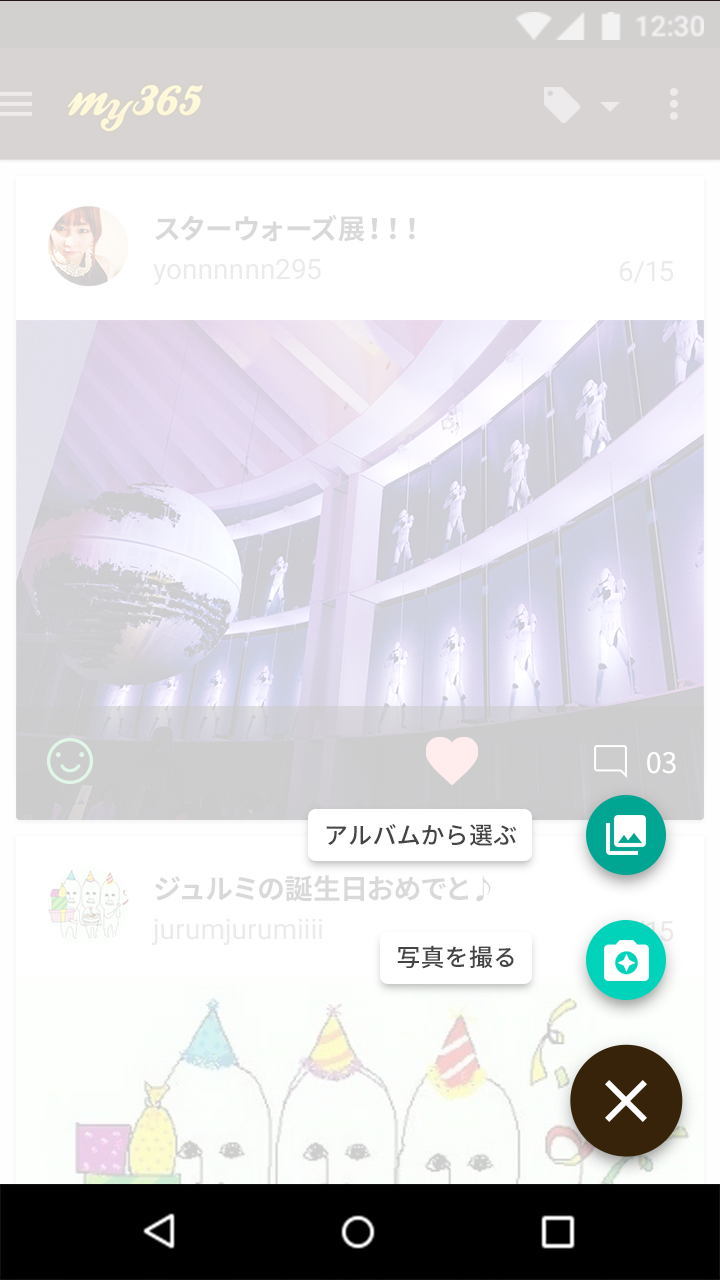 12:30
my365
スターウォーズ展！！！
yonnnnnn295
6/15
03
アルバムから選ぶ
ジュルミの誕生日おめでと♪
jurumjurumiiii
15
写真を撮る